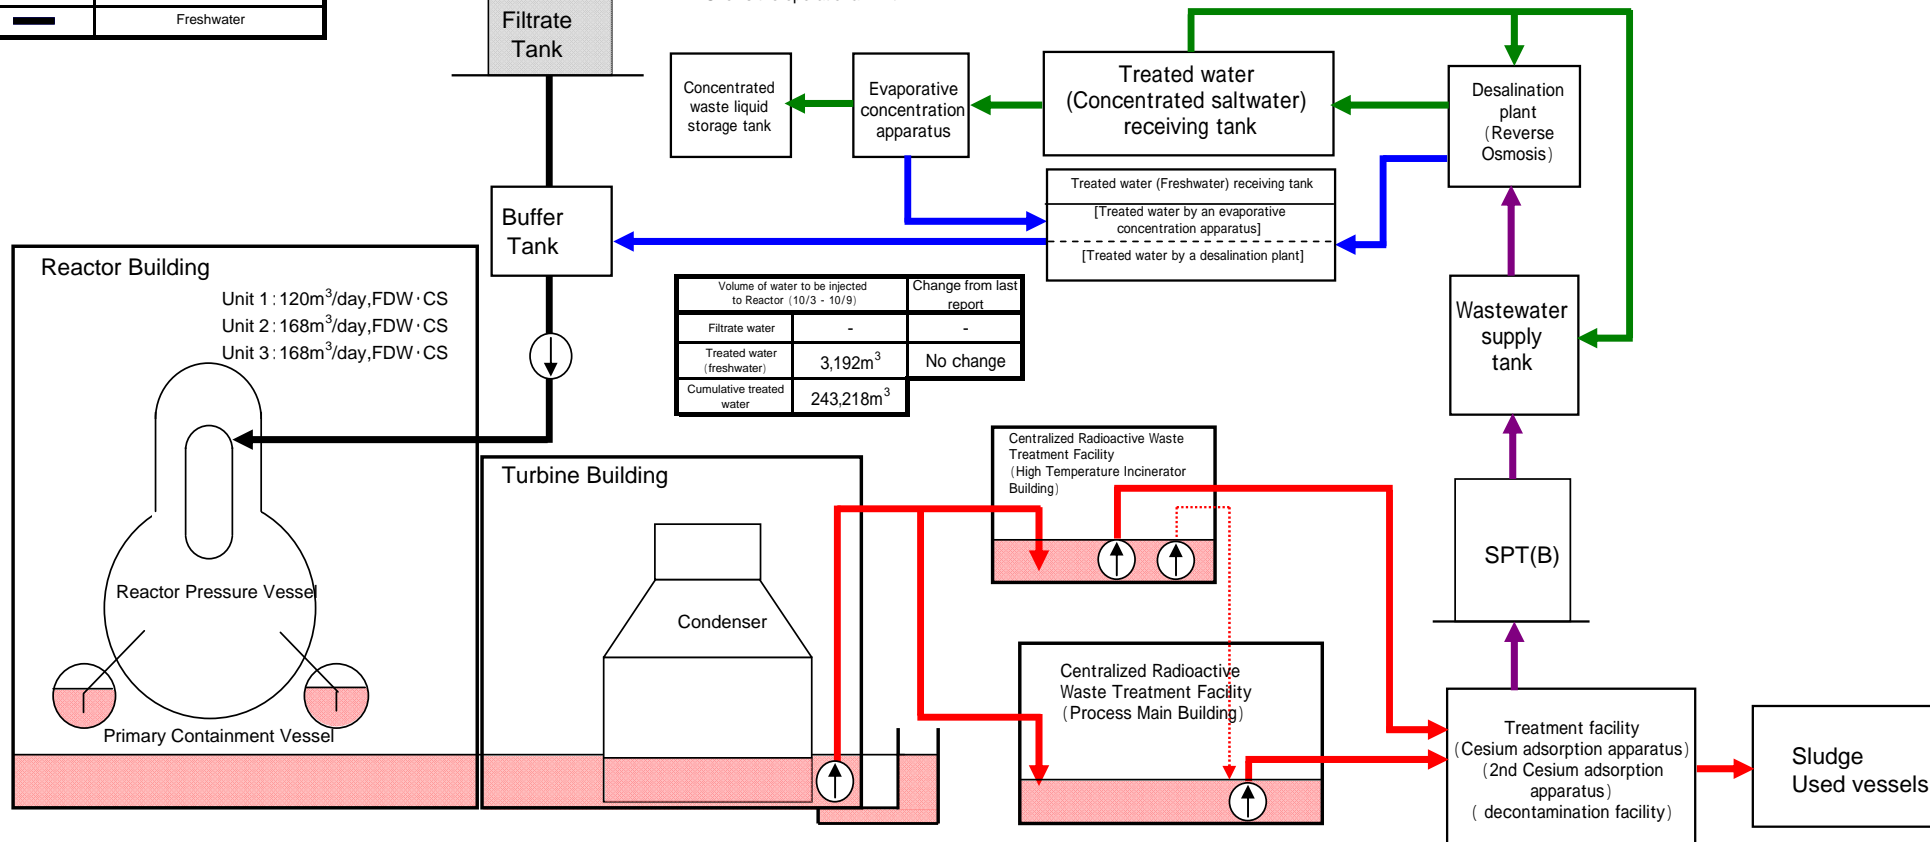 Freshwater
Filtrate
Tank
Concentrated
waste liquid
storage tank
Evaporative
concentration
apparatus
Treated water
(Concentrated saltwater)
receiving tank
Desalination
plant
(Reverse
Osmosis)
Treated water (Freshwater) receiving tank
[Treated water by an evaporative
concentration apparatus]
[Treated water by a desalination plant]
Buffer
Tank
Reactor Building
Unit 1 : 120m³/day,FDW・CS
Unit 2 : 168m³/day,FDW・CS
Unit 3 : 168m³/day,FDW・CS
Volume of water to be injected
to Reactor (10/3 - 10/9)
Change from last
report
Filtrate water - -
Treated water
(freshwater)
3,192m³ No change
Cumulative treated
water
243,218m³
Wastewater
supply
tank
Turbine Building
Centralized Radioactive Waste
Treatment Facility
(High Temperature Incinerator
Building)
SPT(B)
Reactor Pressure Vessel
Condenser
Centralized Radioactive
Waste Treatment Facility
(Process Main Building)
Primary Containment Vessel
Treatment facility
(Cesium adsorption apparatus)
(2nd Cesium adsorption
apparatus)
( decontamination facility)
Sludge
Used vessels